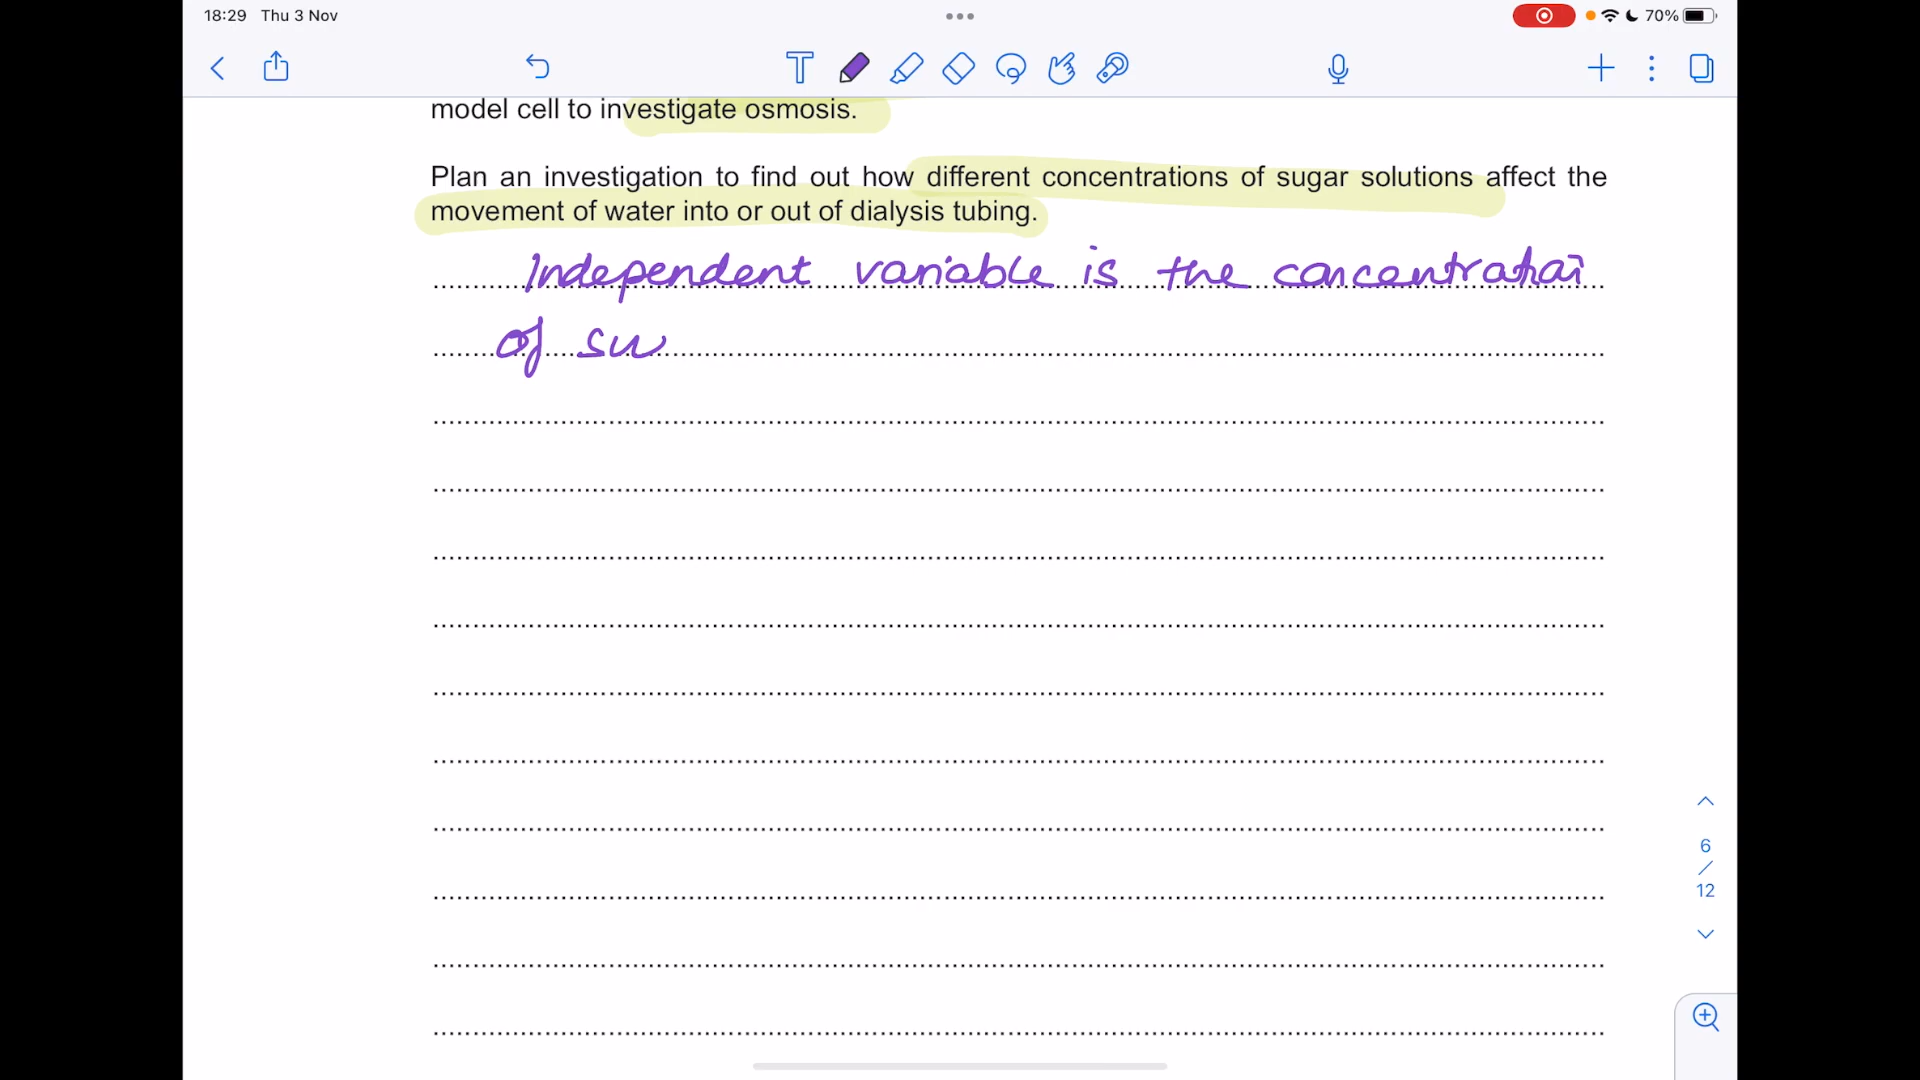 18:29 Thu 3 Nov
70%
T
model cell to investigate osmosis.
Plan an investigation to find out how different concentrations of sugar solutions affect the
movement of water into or out of dialysis tubing.
Independent variable is the concentration
of su
6
/
12